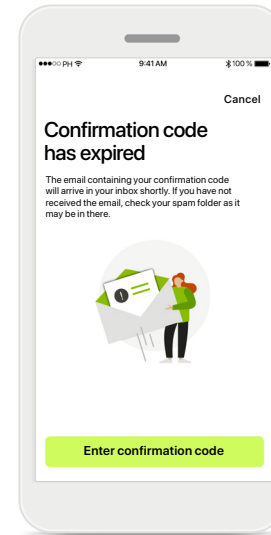 PH 9:41 AM 100 %
Cancel
Confirmation code
has expired
The email containing your confirmation code
will arrive in your inbox shortly. If you have not
received the email, check your spam folder as it
may be in there.
Enter confirmation code